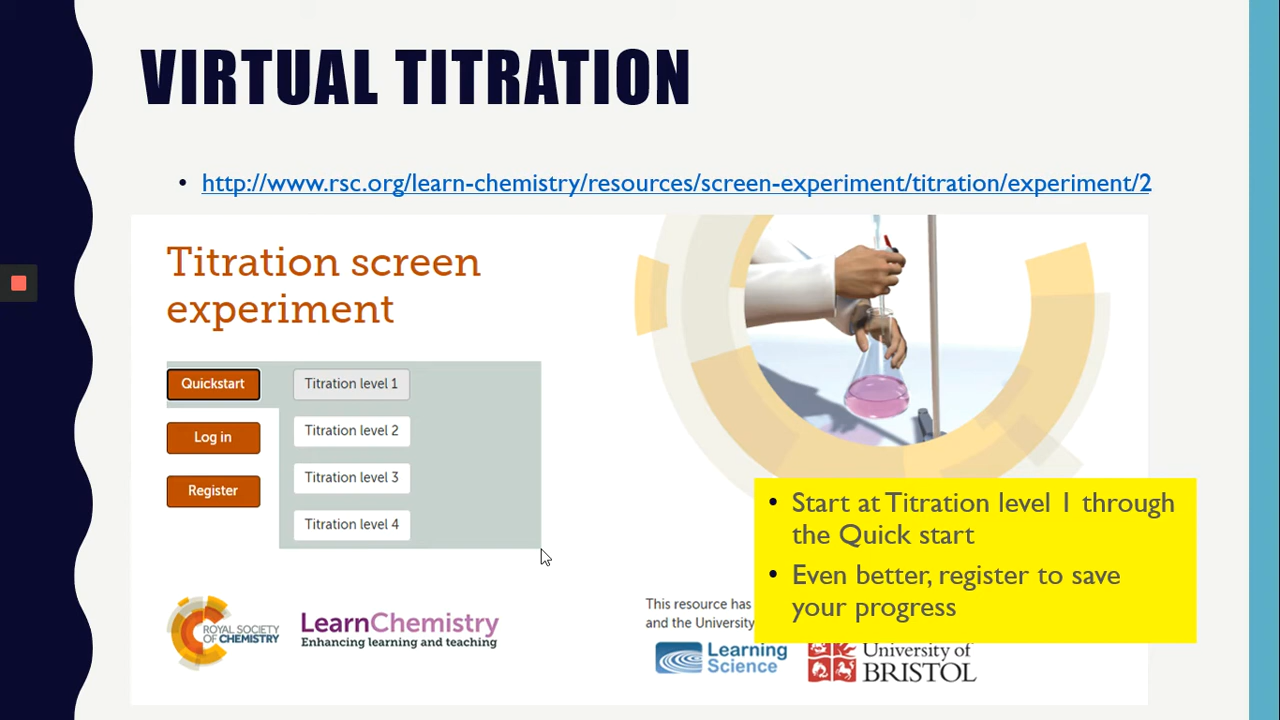 VIRTUAL TITRATION
• http://www.rsc.org/learn-chemistry/resources/screen-experiment/titration/experiment/2
Titration screen
experiment
Quickstart
Titration level 1
Log in
Titration level 2
Register
Titration level 3
Titration level 4
• Start at Titration level 1 through
the Quick start
• Even better, register to save
your progress
ROYAL SOCIETY
OF CHEMISTRY
LearnChemistry
Enhancing learning and teaching
This resource has
and the University
Learning
Science
University of
BRISTOL